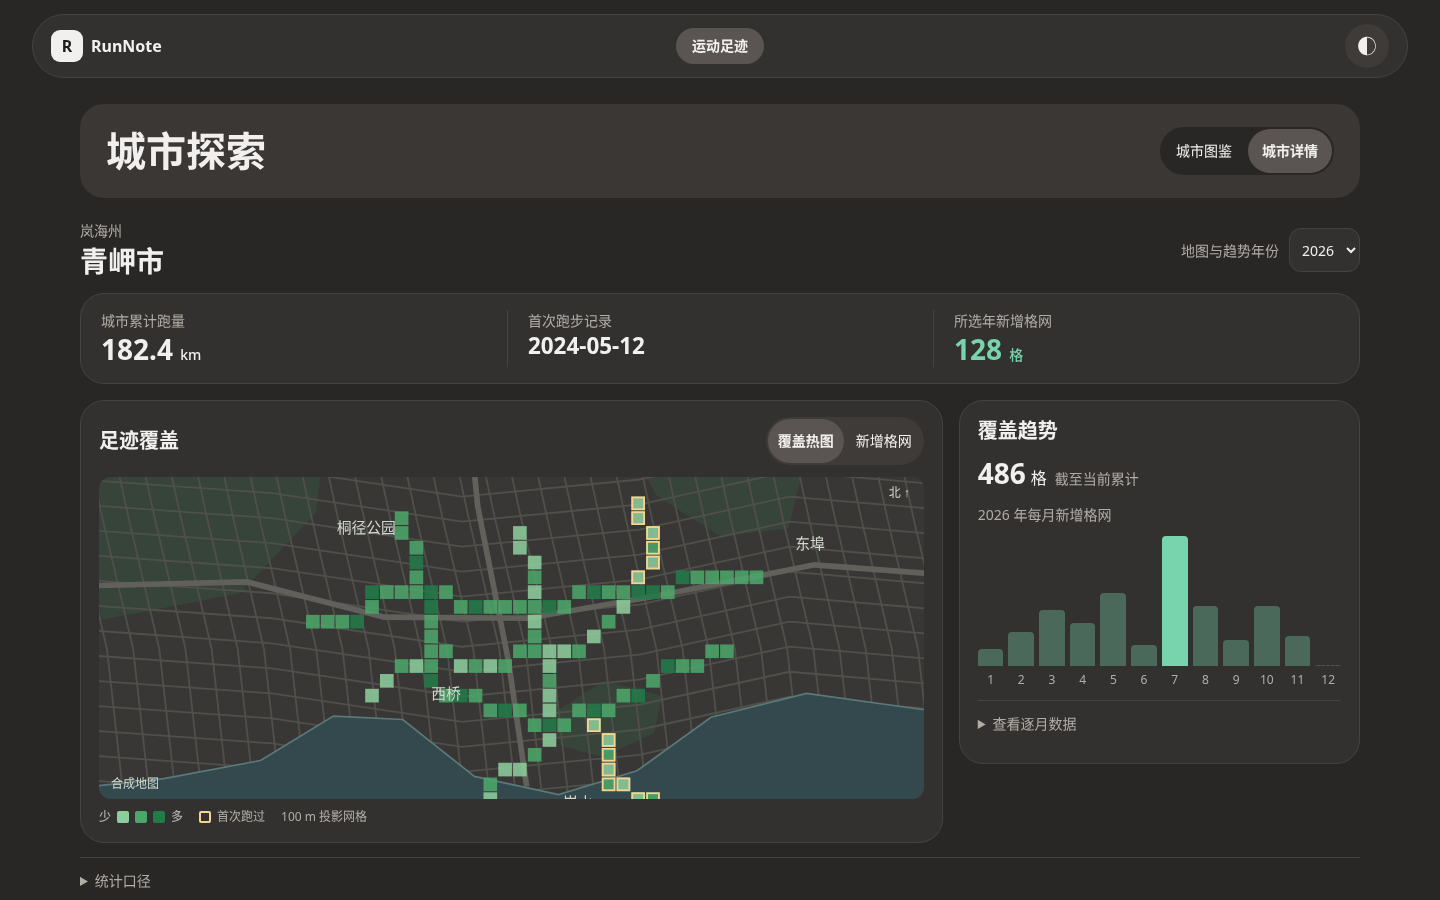 R RunNote
运动足迹
城市探索
城市图鉴 城市详情
岚海州
青岬市
地图与趋势年份 2026
城市累计跑量
182.4 km
首次跑步记录
2024-05-12
所选年新增格网
128 格
足迹覆盖
覆盖热图 新增格网
北 ↑
桐径公园
东埠
西桥
合成地图
少 多 首次跑过 100 m 投影网格
覆盖趋势
486 格 截至当前累计
2026 年每月新增格网
1 2 3 4 5 6 7 8 9 10 11 12
查看逐月数据
统计口径